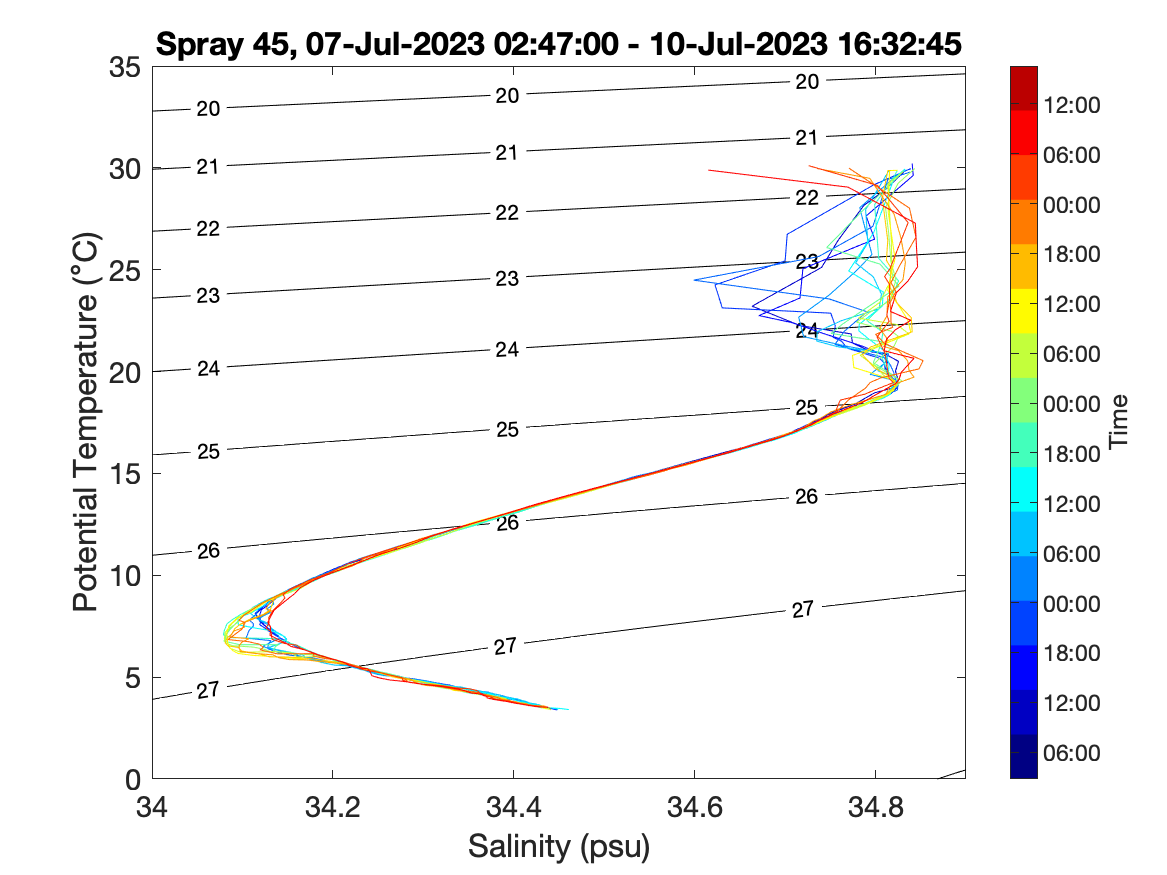 Spray 45, 07-Jul-2023 02:47:00 - 10-Jul-2023 16:32:45
35
30
25
20
15
10
5
0
Potential Temperature (°C)
20 20 20
21 21 21
22 22 22
23 23 23
24 24 24
25 25 25
26 26 26
27 27 27
34 34.2 34.4 34.6 34.8
Salinity (psu)
12:00
06:00
00:00
18:00
12:00
06:00
00:00
18:00
12:00
06:00
00:00
18:00
12:00
06:00
Time